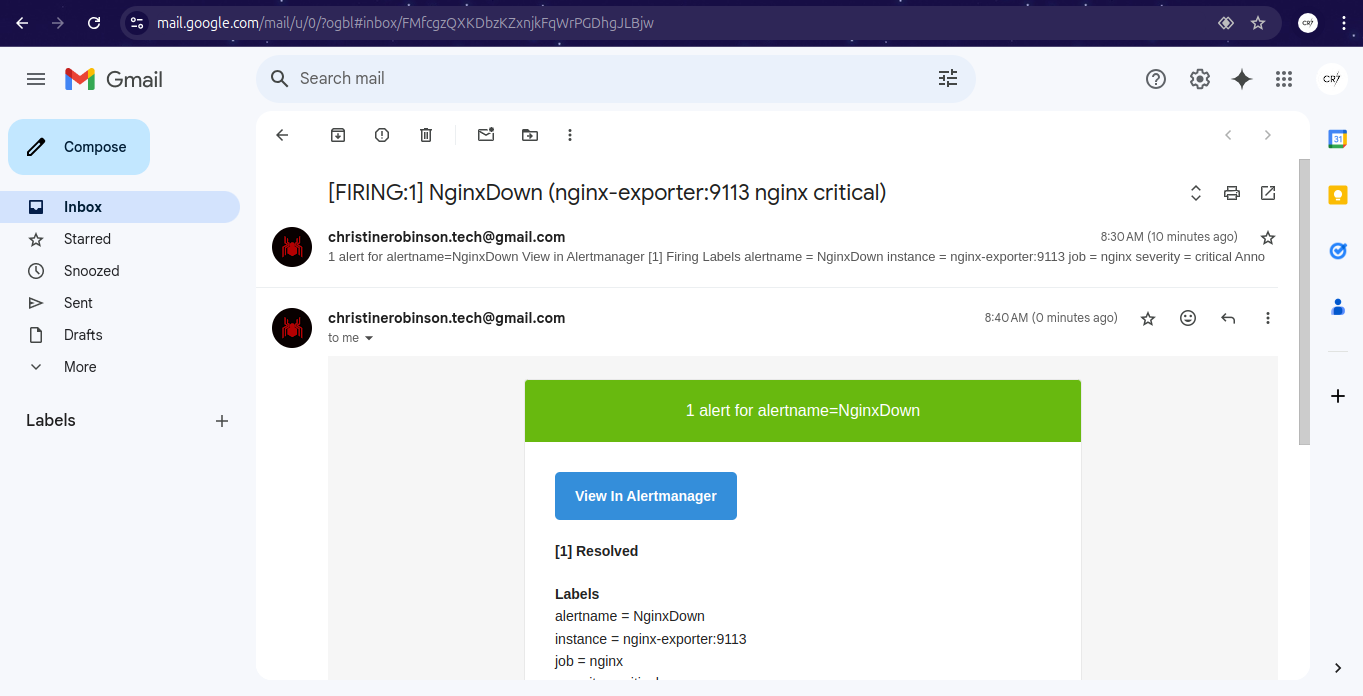 mail.google.com/mail/u/0/?ogbl#inbox/FMfcgzQXKDbzKZxnjkFqWrPGDhgJLBjw
CR7
Gmail
Search mail
CR7
Compose
Inbox
Starred
Snoozed
Sent
Drafts
More
Labels
[FIRING:1] NginxDown (nginx-exporter:9113 nginx critical)
christinerobinson.tech@gmail.com
8:30 AM (10 minutes ago)
1 alert for alertname=NginxDown View in Alertmanager [1] Firing Labels alertname = NginxDown instance = nginx-exporter:9113 job = nginx severity = critical Anno
christinerobinson.tech@gmail.com
8:40 AM (0 minutes ago)
to me
1 alert for alertname=NginxDown
View In Alertmanager
[1] Resolved
Labels
alertname = NginxDown
instance = nginx-exporter:9113
job = nginx
31